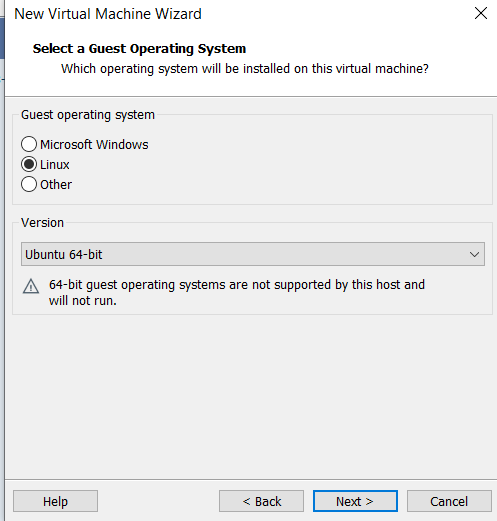 New Virtual Machine Wizard
Select a Guest Operating System
Which operating system will be installed on this virtual machine?
Guest operating system
Microsoft Windows
Linux
Other
Version
Ubuntu 64-bit
64-bit guest operating systems are not supported by this host and
will not run.
Help
< Back
Next >
Cancel